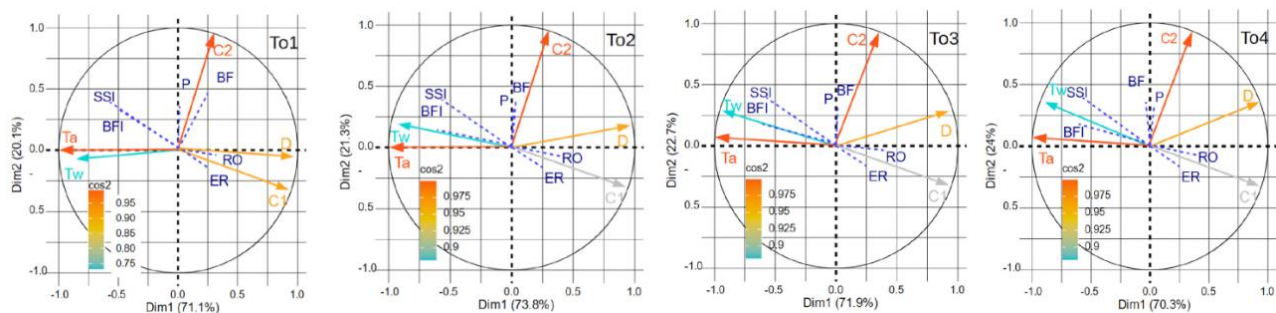 To1
Dim2 (20.1%)
1.0
0.5
0.0
0.5
-1.0
C2
P
BF
SSI
BFI
Ta
Tw
D
RO
ER
C1
cos2
0.95
0.90
0.85
0.80
0.75
-1.0
-0.5
0.0
0.5
1.0
Dim1 (71.1%)
To2
Dim2 (21.3%)
1.0
0.5
0.0
0.5
-1.0
C2
BF
P
SSI
BFI
Tw
Ta
D
RO
ER
C1
cos2
0.975
0.95
0.925
0.9
-1.0
-0.5
0.0
0.5
1.0
Dim1 (73.8%)
To3
Dim2 (22.7%)
1.0
0.5
0.0
0.5
-1.0
C2
BF
P
SSI
Tw
BFI
Ta
D
RO
ER
C1
cos2
0.975
0.95
0.925
0.9
-1.0
-0.5
0.0
0.5
1.0
Dim1 (71.9%)
To4
Dim2 (24%)
1.0
0.5
0.0
0.5
-1.0
C2
BF
P
Tw
SSI
BFI
Ta
D
RO
ER
C1
cos2
0.975
0.95
0.925
0.9
-1.0
-0.5
0.0
0.5
1.0
Dim1 (70.3%)